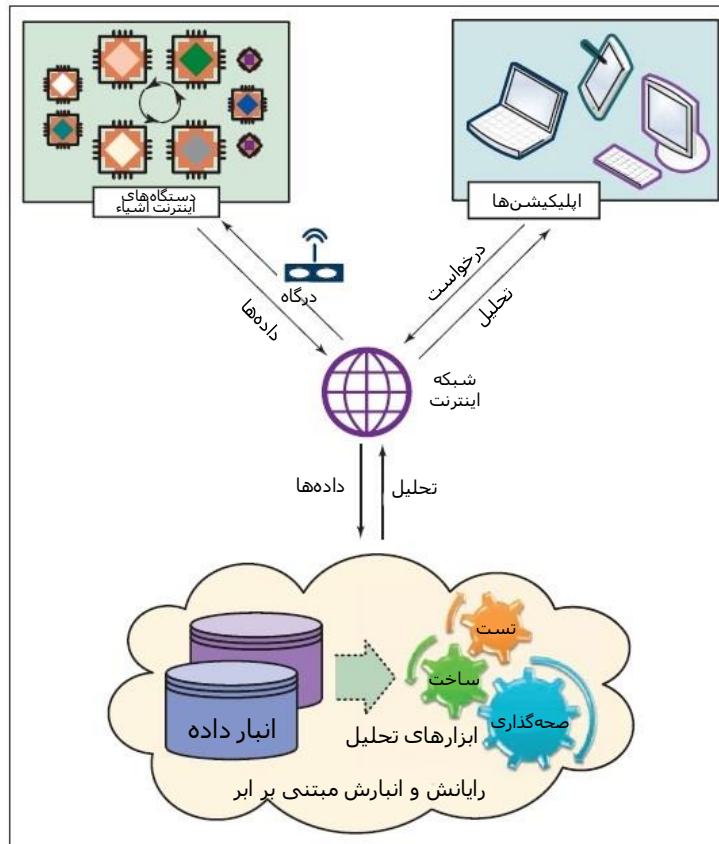 دستگاه‌های
اینترنت اشیاء
اپلیکیشن‌ها
درگاه
داده‌ها
درخواست
تحلیل
شبکه
اینترنت
داده‌ها
تحلیل
تست
ساخت
صحه‌گذاری
انبار داده
ابزارهای تحلیل
رایانش و انبارش مبتنی بر ابر